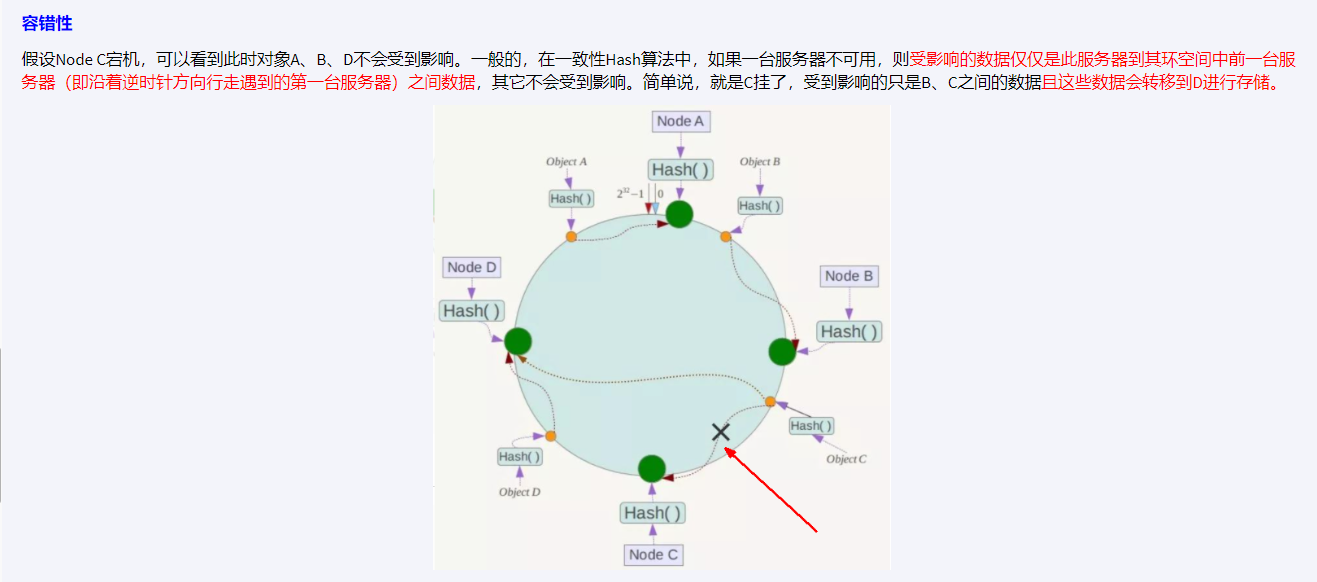 容错性
假设Node C宕机，可以看到此时对象A、B、D不会受到影响。一般的，在一致性Hash算法中，如果一台服务器不可用，则受影响的数据仅仅是此服务器到其环空间中前一台服
务器（即沿着逆时针方向行走遇到的第一台服务器）之间数据，其它不会受到影响。简单说，就是C挂了，受到影响的只是B、C之间的数据且这些数据会转移到D进行存储。
Node A
Object A
Hash( )
Object B
Hash( )
2³²−1
0
Hash( )
Node D
Node B
Hash( )
Hash( )
Hash( )
Object C
Hash( )
Object D
Hash( )
Node C